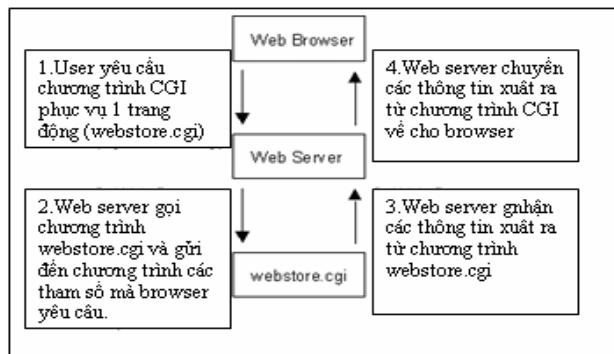 Web Browser
1.User yêu cầu
chương trình CGI
phục vụ 1 trang
động (webstore.cgi)
4.Web server chuyển
các thông tin xuất ra
từ chương trình CGI
về cho browser
Web Server
2.Web server gọi
chương trình
webstore.cgi và gửi
đến chương trình các
tham số mà browser
yêu câu.
3.Web server gnhận
các thông tin xuất ra
từ chương trình
webstore.cgi
webstore.cgi